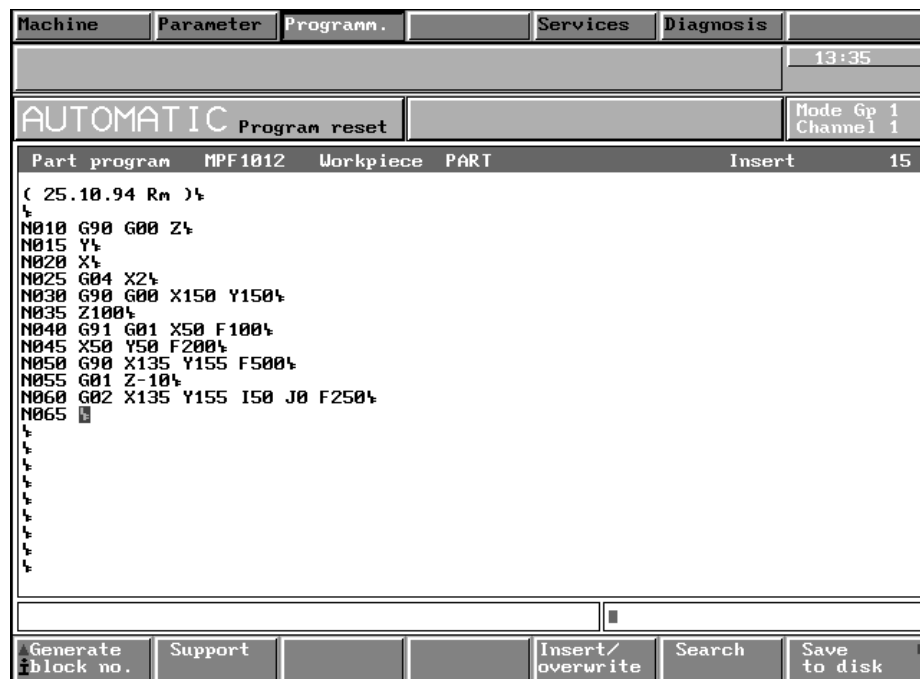 Machine Parameter Programm. Services Diagnosis
13:35
AUTOMATIC Program reset
Mode Gp 1
Channel 1
Part program MPF1012 Workpiece PART Insert 15
( 25.10.94 Rm )
N010 G90 G00 Z
N015 Y
N020 X
N025 G04 X2
N030 G90 G00 X150 Y150
N035 Z100
N040 G91 G01 X50 F100
N045 X50 Y50 F200
N050 G90 X135 Y155 F500
N055 G01 Z-10
N060 G02 X135 Y155 I50 J0 F250
N065
Generate
block no.
Support
Insert/
overwrite
Search
Save
to disk